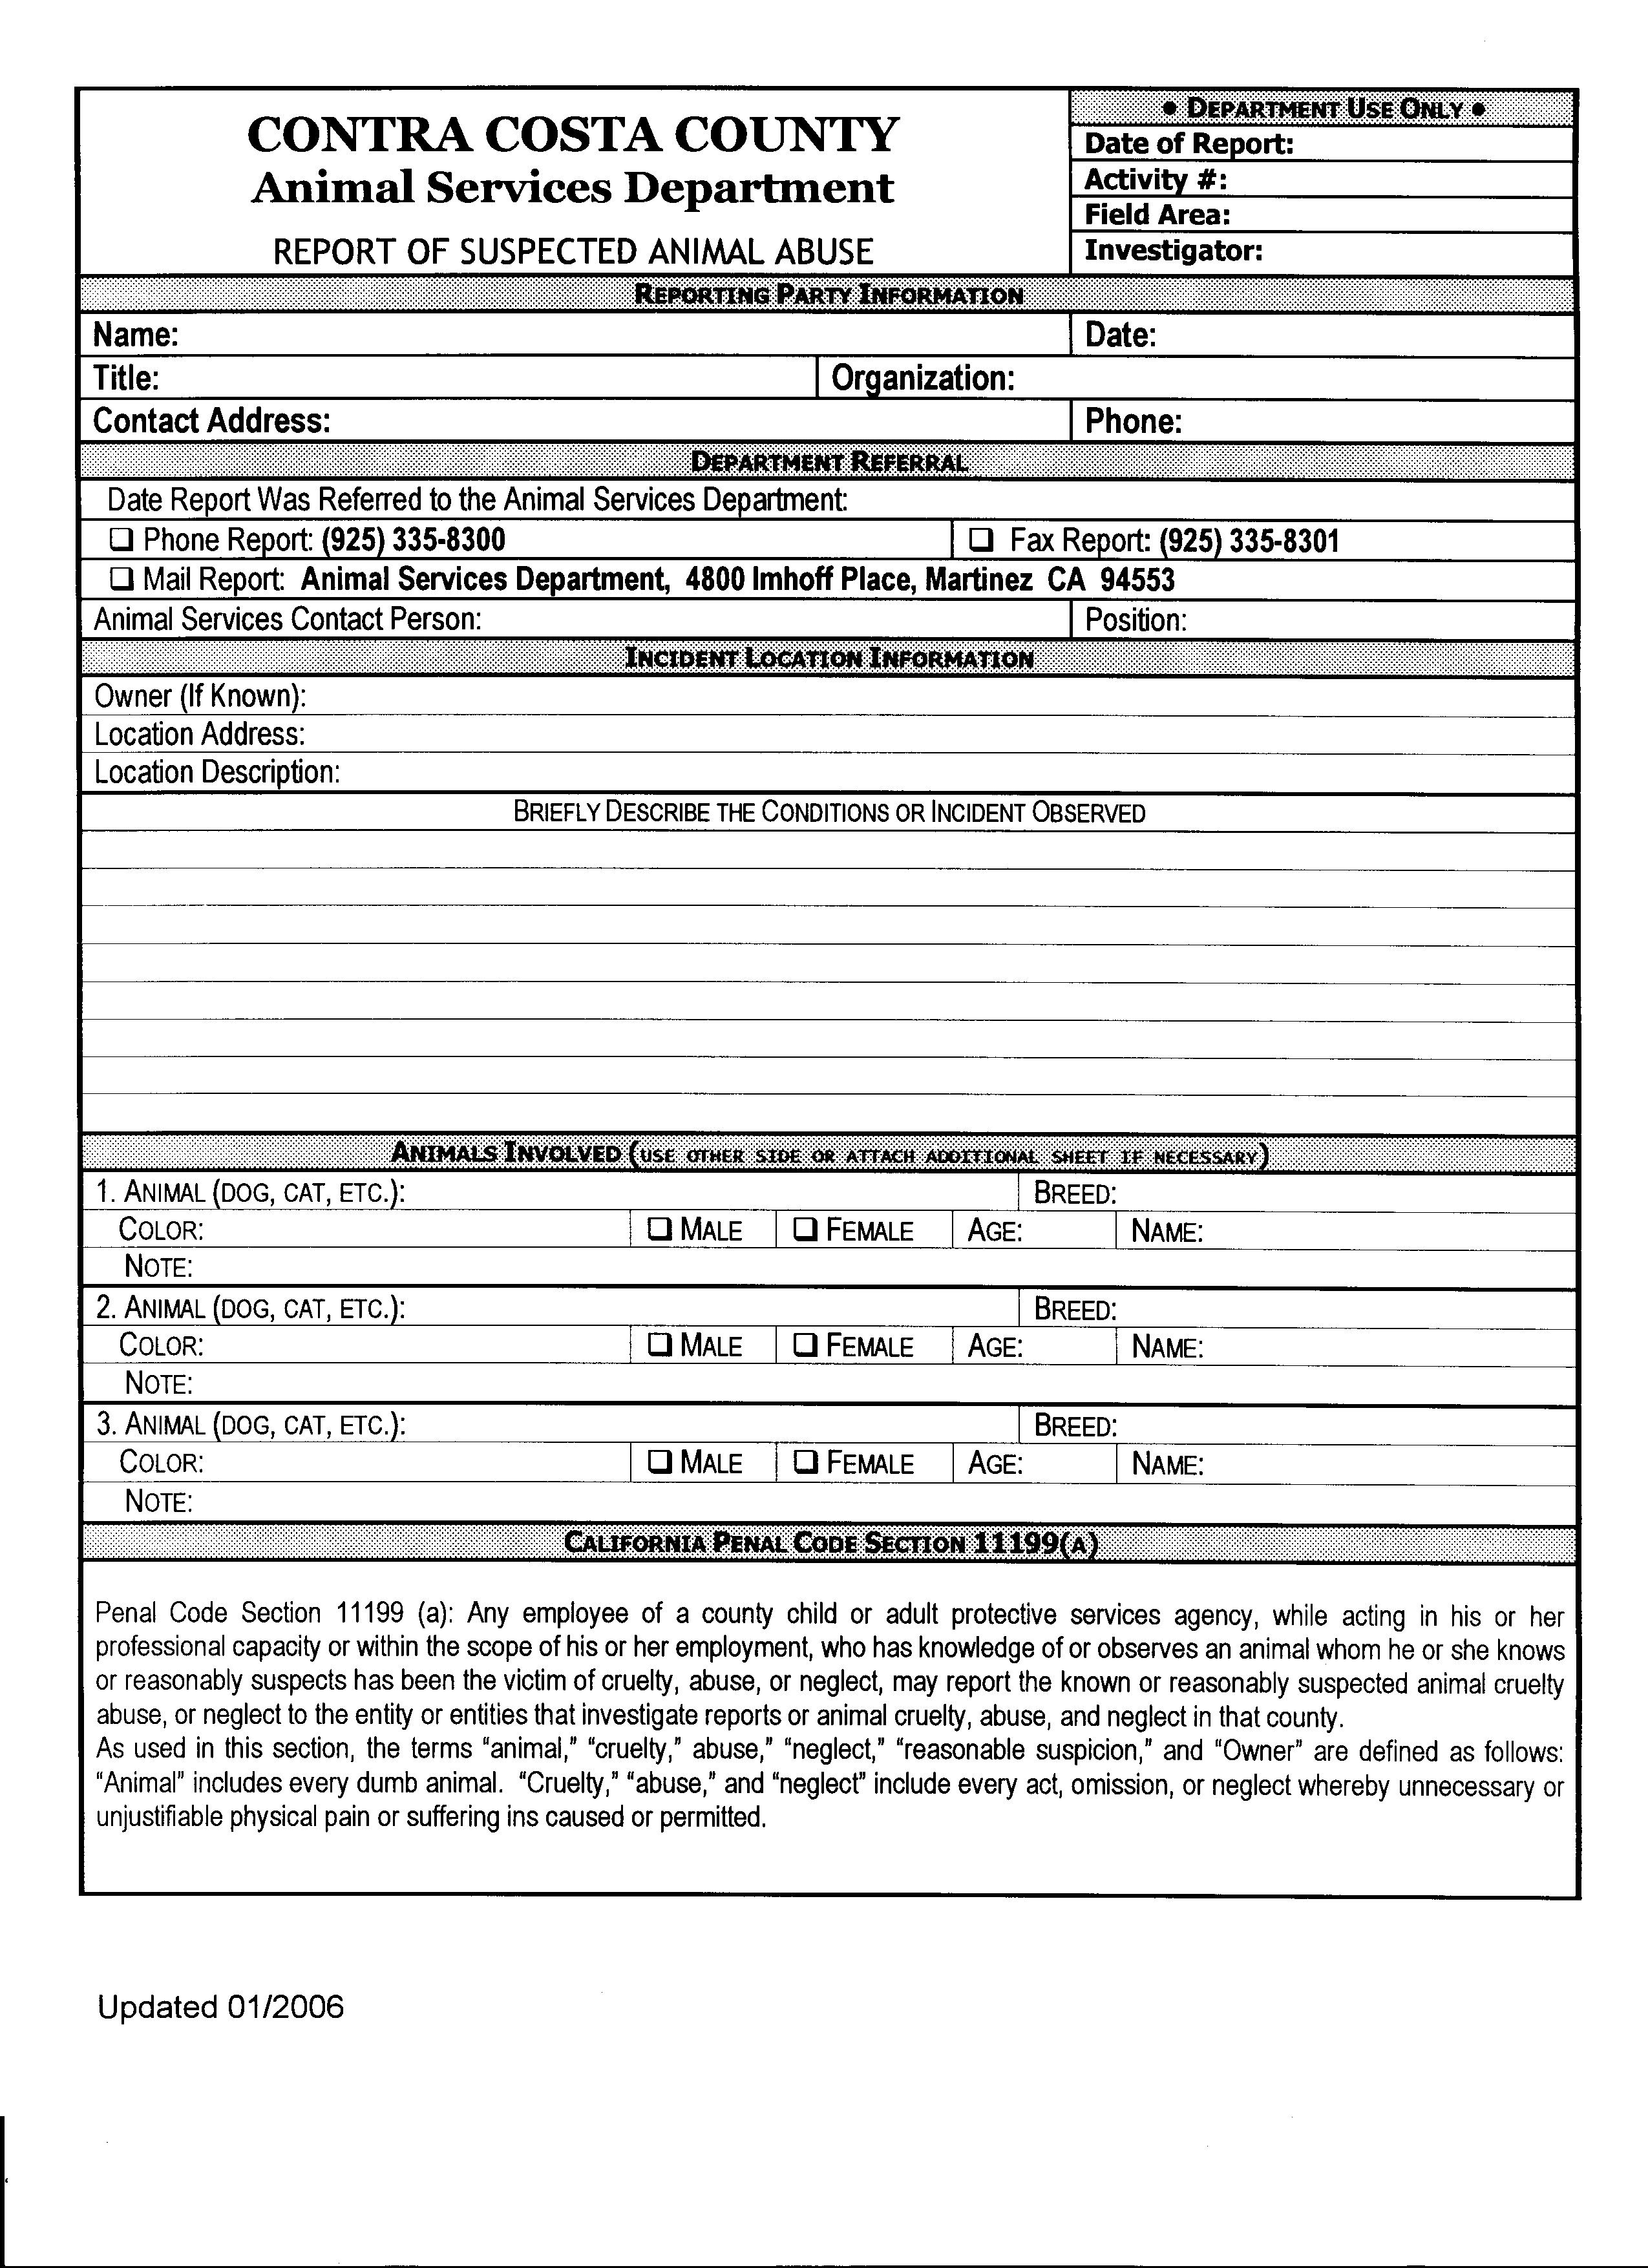 CONTRA COSTA COUNTY
Animal Services Department
REPORT OF SUSPECTED ANIMAL ABUSE
● DEPARTMENT USE ONLY ●
Date of Report:
Activity #:
Field Area:
Investigator:
REPORTING PARTY INFORMATION
Name: Date:
Title: Organization:
Contact Address: Phone:
DEPARTMENT REFERRAL
Date Report Was Referred to the Animal Services Department:
❑ Phone Report: (925) 335-8300 ❑ Fax Report: (925) 335-8301
❑ Mail Report: Animal Services Department, 4800 Imhoff Place, Martinez CA 94553
Animal Services Contact Person: Position:
INCIDENT LOCATION INFORMATION
Owner (If Known):
Location Address:
Location Description:
BRIEFLY DESCRIBE THE CONDITIONS OR INCIDENT OBSERVED
ANIMALS INVOLVED (USE OTHER SIDE OR ATTACH ADDITIONAL SHEET IF NECESSARY)
1. ANIMAL (DOG, CAT, ETC.): BREED:
COLOR: ❑ MALE ❑ FEMALE AGE: NAME:
NOTE:
2. ANIMAL (DOG, CAT, ETC.): BREED:
COLOR: ❑ MALE ❑ FEMALE AGE: NAME:
NOTE:
3. ANIMAL (DOG, CAT, ETC.): BREED:
COLOR: ❑ MALE ❑ FEMALE AGE: NAME:
NOTE:
CALIFORNIA PENAL CODE SECTION 11199(A)
Penal Code Section 11199 (a): Any employee of a county child or adult protective services agency, while acting in his or her
professional capacity or within the scope of his or her employment, who has knowledge of or observes an animal whom he or she knows
or reasonably suspects has been the victim of cruelty, abuse, or neglect, may report the known or reasonably suspected animal cruelty
abuse, or neglect to the entity or entities that investigate reports or animal cruelty, abuse, and neglect in that county.
As used in this section, the terms “animal,” “cruelty,” abuse,” “neglect,” “reasonable suspicion,” and “Owner” are defined as follows:
“Animal” includes every dumb animal. “Cruelty,” “abuse,” and “neglect” include every act, omission, or neglect whereby unnecessary or
unjustifiable physical pain or suffering ins caused or permitted.
Updated 01/2006